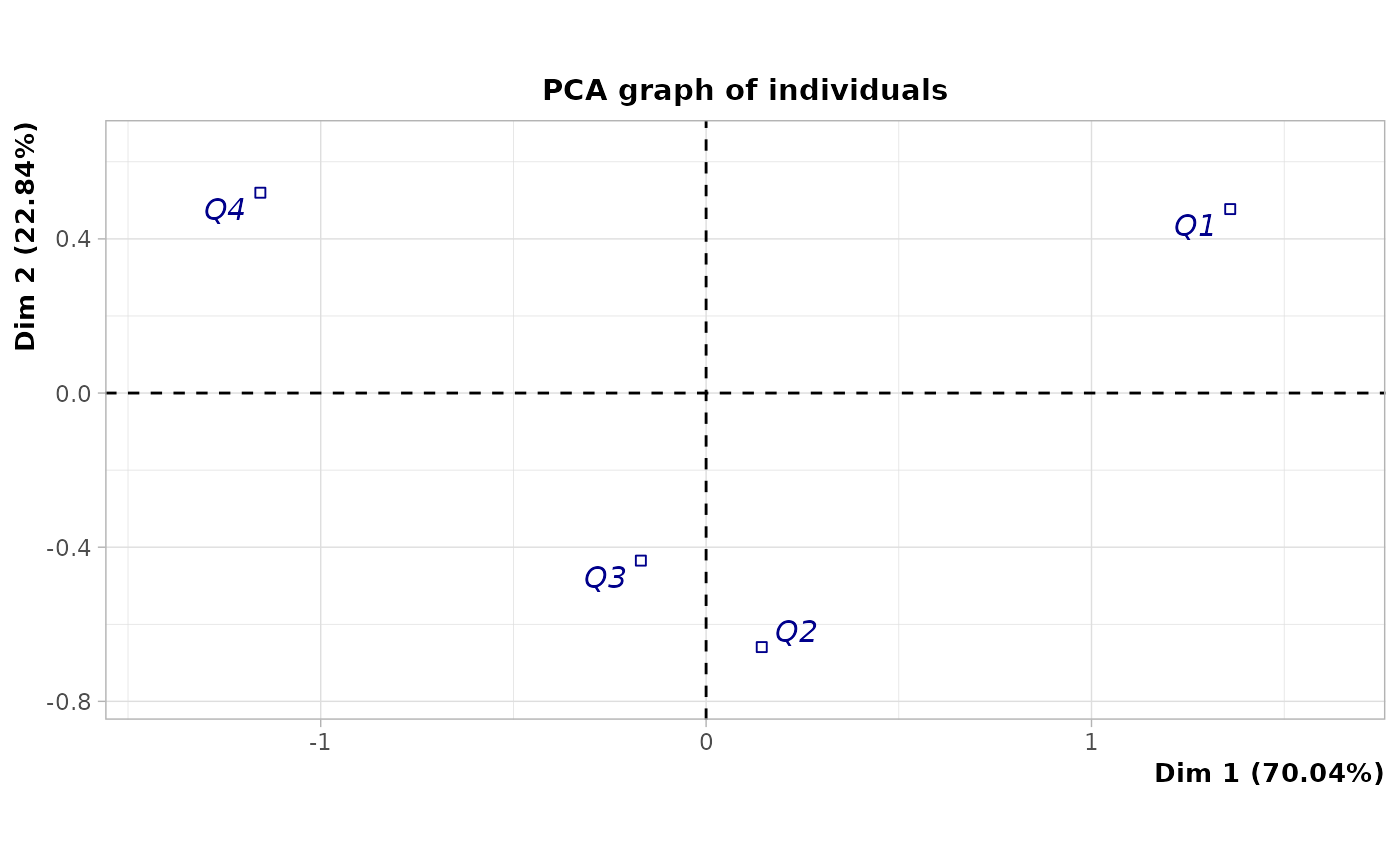 PCA graph of individuals
Dim 2 (22.84%)
Q4
Q1
0.4
0.0
-0.4
Q3
Q2
-0.8
-1
0
1
Dim 1 (70.04%)